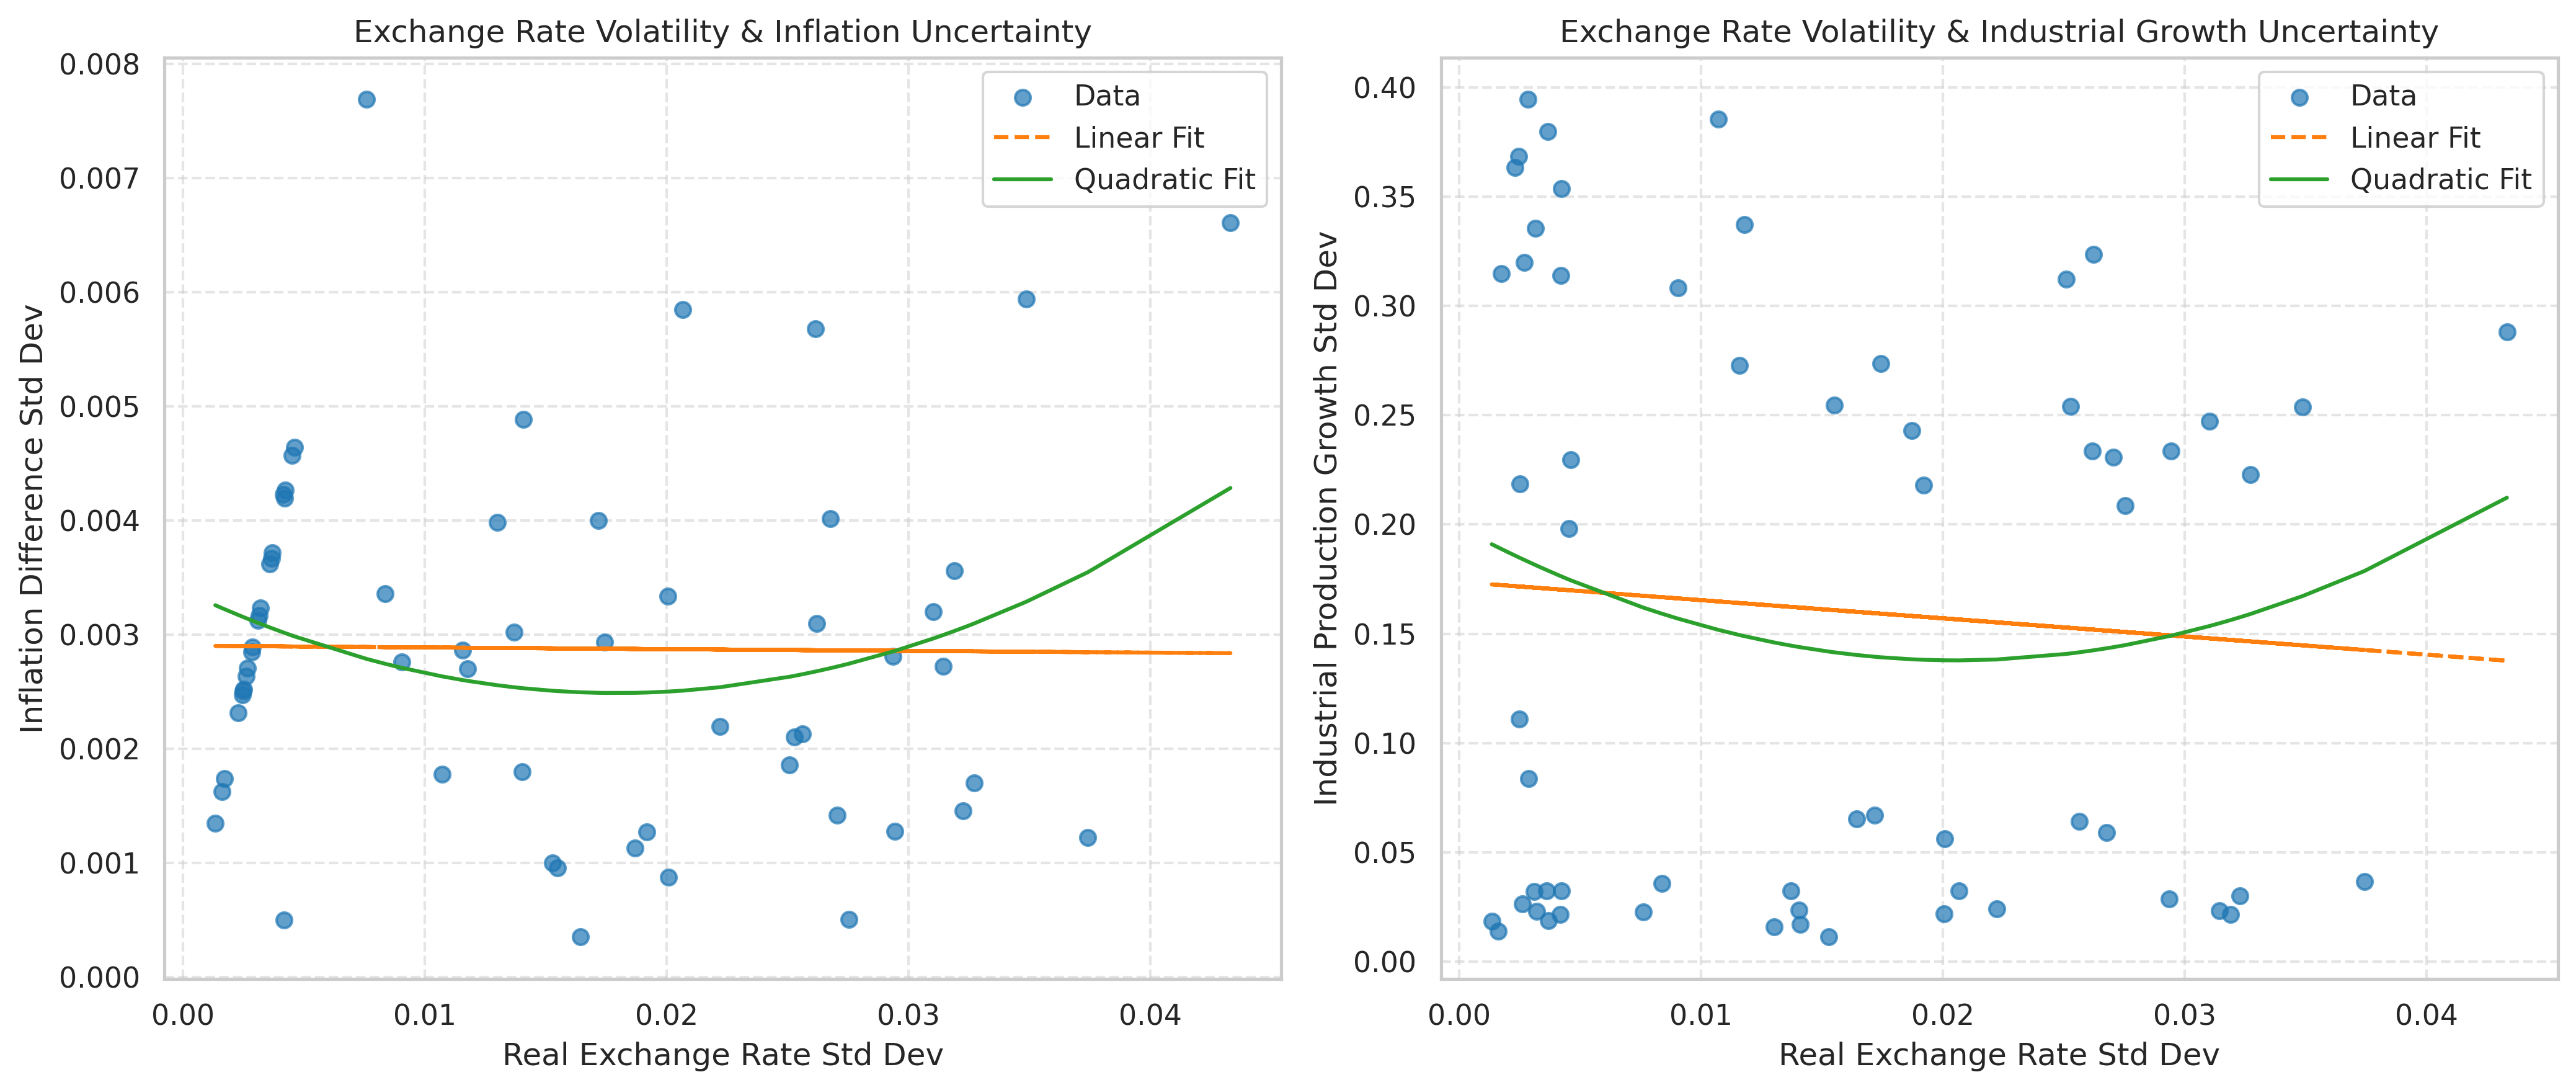 Exchange Rate Volatility & Inflation Uncertainty
Inflation Difference Std Dev
0.008
0.007
0.006
0.005
0.004
0.003
0.002
0.001
0.000
Data
Linear Fit
Quadratic Fit
0.00 0.01 0.02 0.03 0.04
Real Exchange Rate Std Dev
Exchange Rate Volatility & Industrial Growth Uncertainty
Industrial Production Growth Std Dev
0.40
0.35
0.30
0.25
0.20
0.15
0.10
0.05
0.00
Data
Linear Fit
Quadratic Fit
0.00 0.01 0.02 0.03 0.04
Real Exchange Rate Std Dev